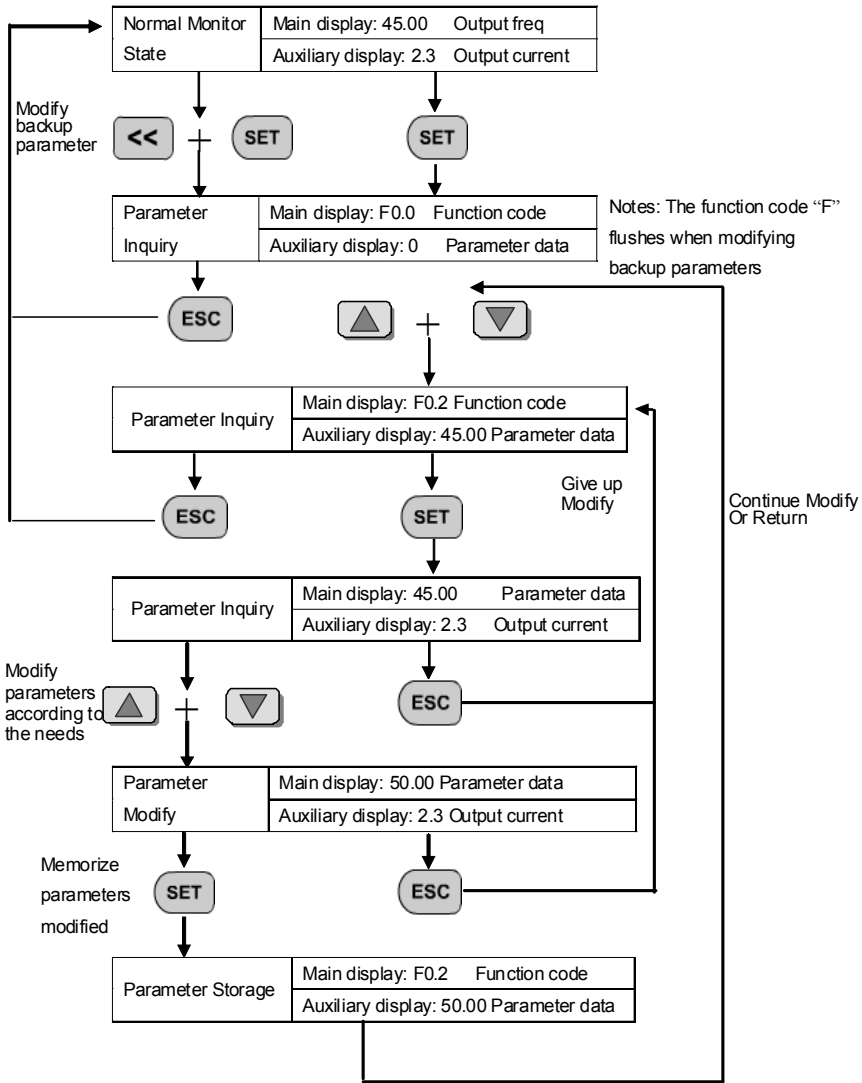 Normal Monitor State
Main display: 45.00 Output freq
Auxiliary display: 2.3 Output current
Modify
backup
parameter
<< + SET
SET
Parameter
Inquiry
Main display: F0.0 Function code
Auxiliary display: 0 Parameter data
Notes: The function code “F”
flushes when modifying
backup parameters
ESC
+
Parameter Inquiry
Main display: F0.2 Function code
Auxiliary display: 45.00 Parameter data
ESC
SET
Give up
Modify
Continue Modify
Or Return
Parameter Inquiry
Main display: 45.00 Parameter data
Auxiliary display: 2.3 Output current
Modify
parameters
according to
the needs
+
ESC
Parameter
Modify
Main display: 50.00 Parameter data
Auxiliary display: 2.3 Output current
Memorize
parameters
modified
SET
ESC
Parameter Storage
Main display: F0.2 Function code
Auxiliary display: 50.00 Parameter data